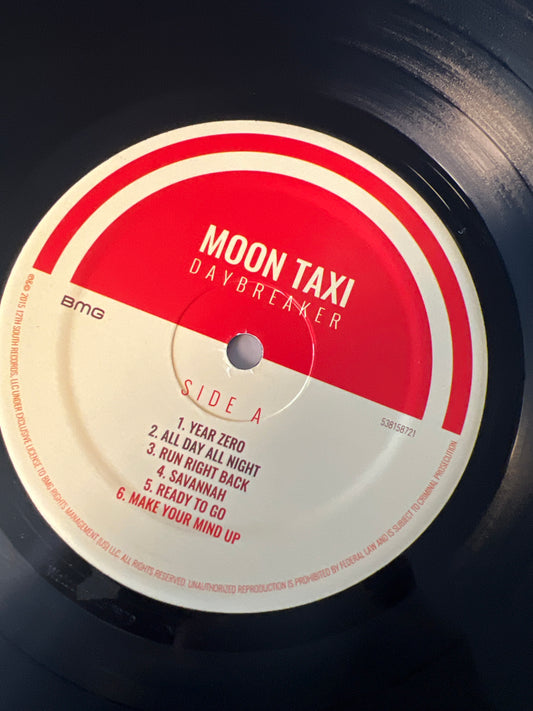 MOON TAXI
DAYBREAKER
BMG
SIDE A
538158721
1. YEAR ZERO
2. ALL DAY ALL NIGHT
3. RUN RIGHT BACK
4. SAVANNAH
5. READY TO GO
6. MAKE YOUR MIND UP
℗© 2015 12TH SOUTH RECORDS, LLC UNDER EXCLUSIVE LICENSE TO BMG RIGHTS MANAGEMENT (US) LLC. ALL RIGHTS RESERVED. UNAUTHORIZED REPRODUCTION IS PROHIBITED BY FEDERAL LAW AND IS SUBJECT TO CRIMINAL PROSECUTION.